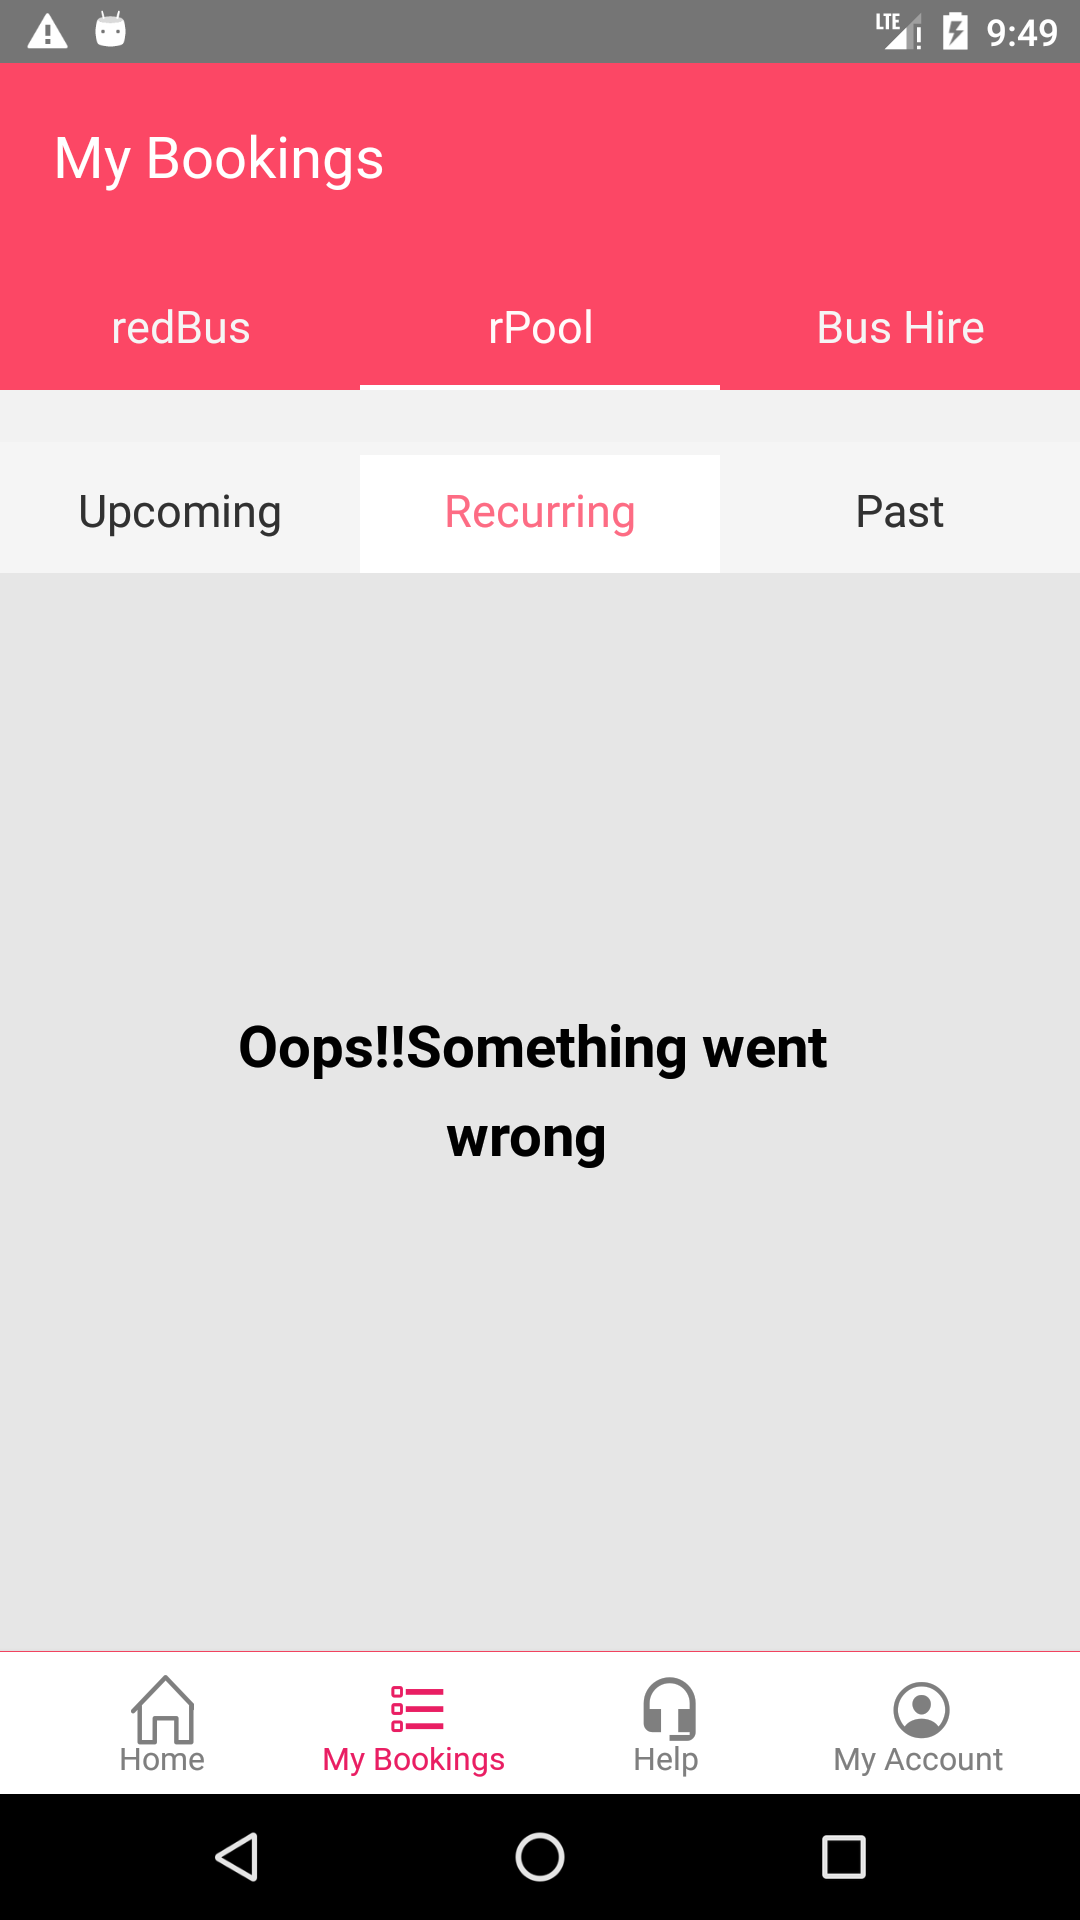 LTE 9:49
My Bookings
redBus rPool Bus Hire
Upcoming Recurring Past
Oops!!Something went
wrong
Home My Bookings Help My Account